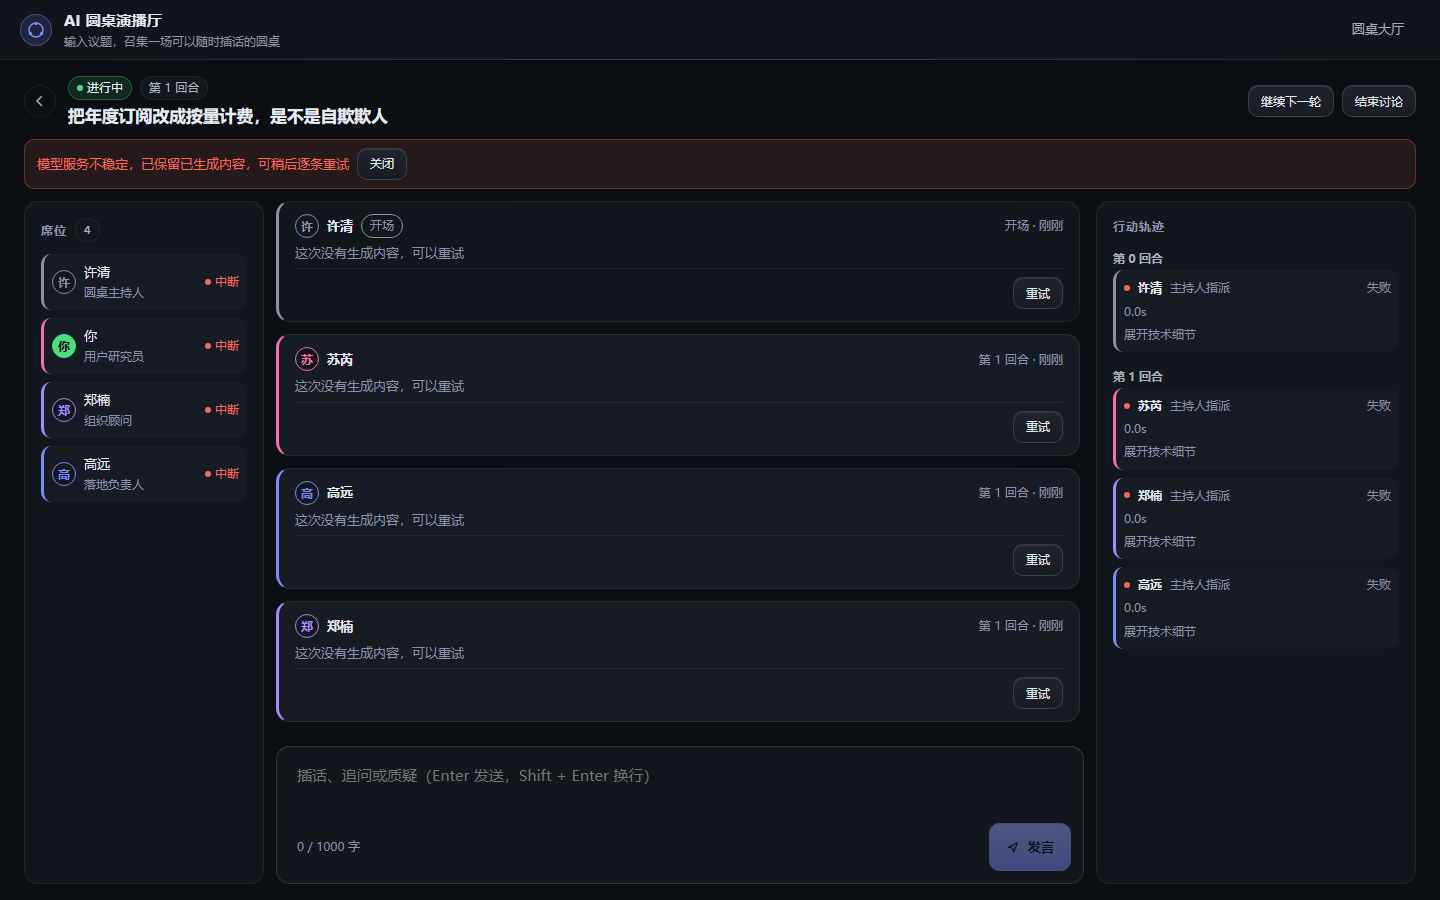 AI 圆桌演播厅
输入议题，召集一场可以随时插话的圆桌
圆桌大厅
进行中
第 1 回合
把年度订阅改成按量计费，是不是自欺欺人
继续下一轮
结束讨论
模型服务不稳定，已保留已生成内容，可稍后逐条重试
关闭
席位 4
许
许清
圆桌主持人
中断
你
你
用户研究员
中断
郑
郑楠
组织顾问
中断
高
高远
落地负责人
中断
许 许清 开场
开场 · 刚刚
这次没有生成内容，可以重试
重试
苏 苏芮
第 1 回合 · 刚刚
这次没有生成内容，可以重试
重试
高 高远
第 1 回合 · 刚刚
这次没有生成内容，可以重试
重试
郑 郑楠
第 1 回合 · 刚刚
这次没有生成内容，可以重试
重试
插话、追问或质疑（Enter 发送，Shift + Enter 换行）
0 / 1000 字
发言
行动轨迹
第 0 回合
许清 主持人指派 失败
0.0s
展开技术细节
第 1 回合
苏芮 主持人指派 失败
0.0s
展开技术细节
郑楠 主持人指派 失败
0.0s
展开技术细节
高远 主持人指派 失败
0.0s
展开技术细节